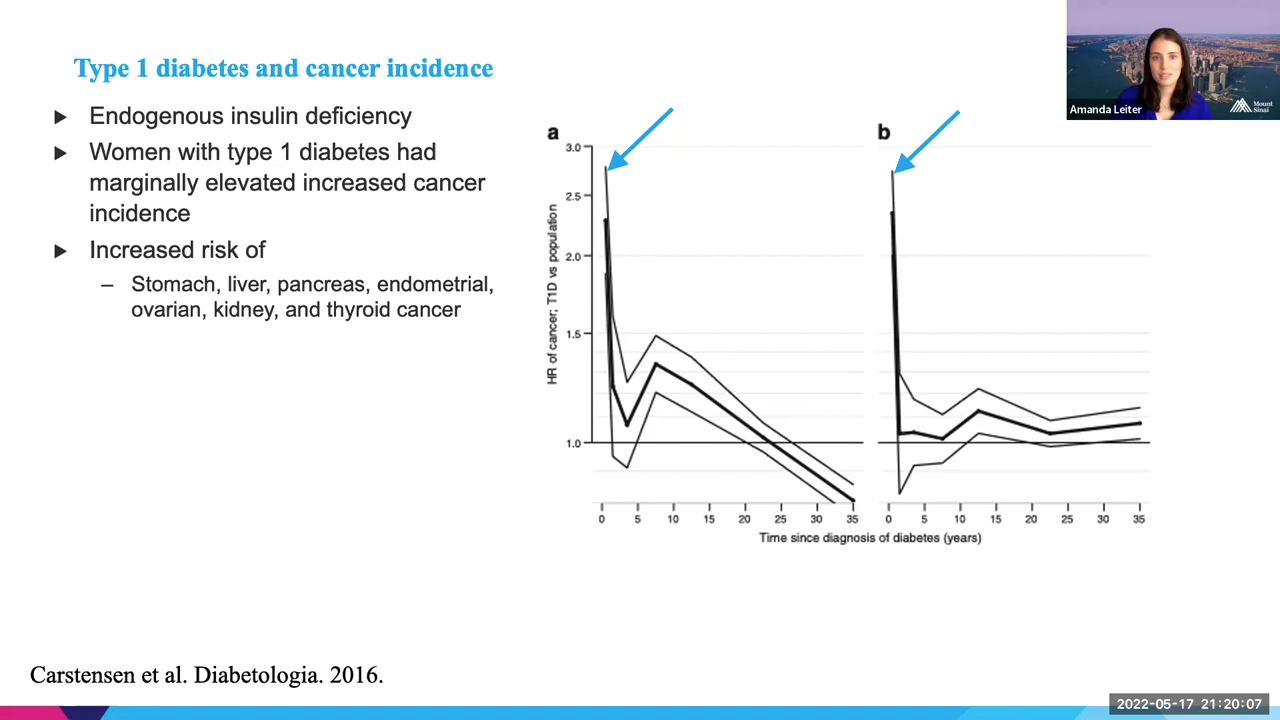 Type 1 diabetes and cancer incidence
Endogenous insulin deficiency
Women with type 1 diabetes had
marginally elevated increased cancer
incidence
Increased risk of
– Stomach, liver, pancreas, endometrial,
ovarian, kidney, and thyroid cancer
a
b
HR of cancer; T1D vs population
3.0
2.5
2.0
1.5
1.0
0 5 10 15 20 25 30 35
0 5 10 15 20 25 30 35
Time since diagnosis of diabetes (years)
Amanda Leiter
Mount
Sinai
Carstensen et al. Diabetologia. 2016.
2022-05-17 21:20:07